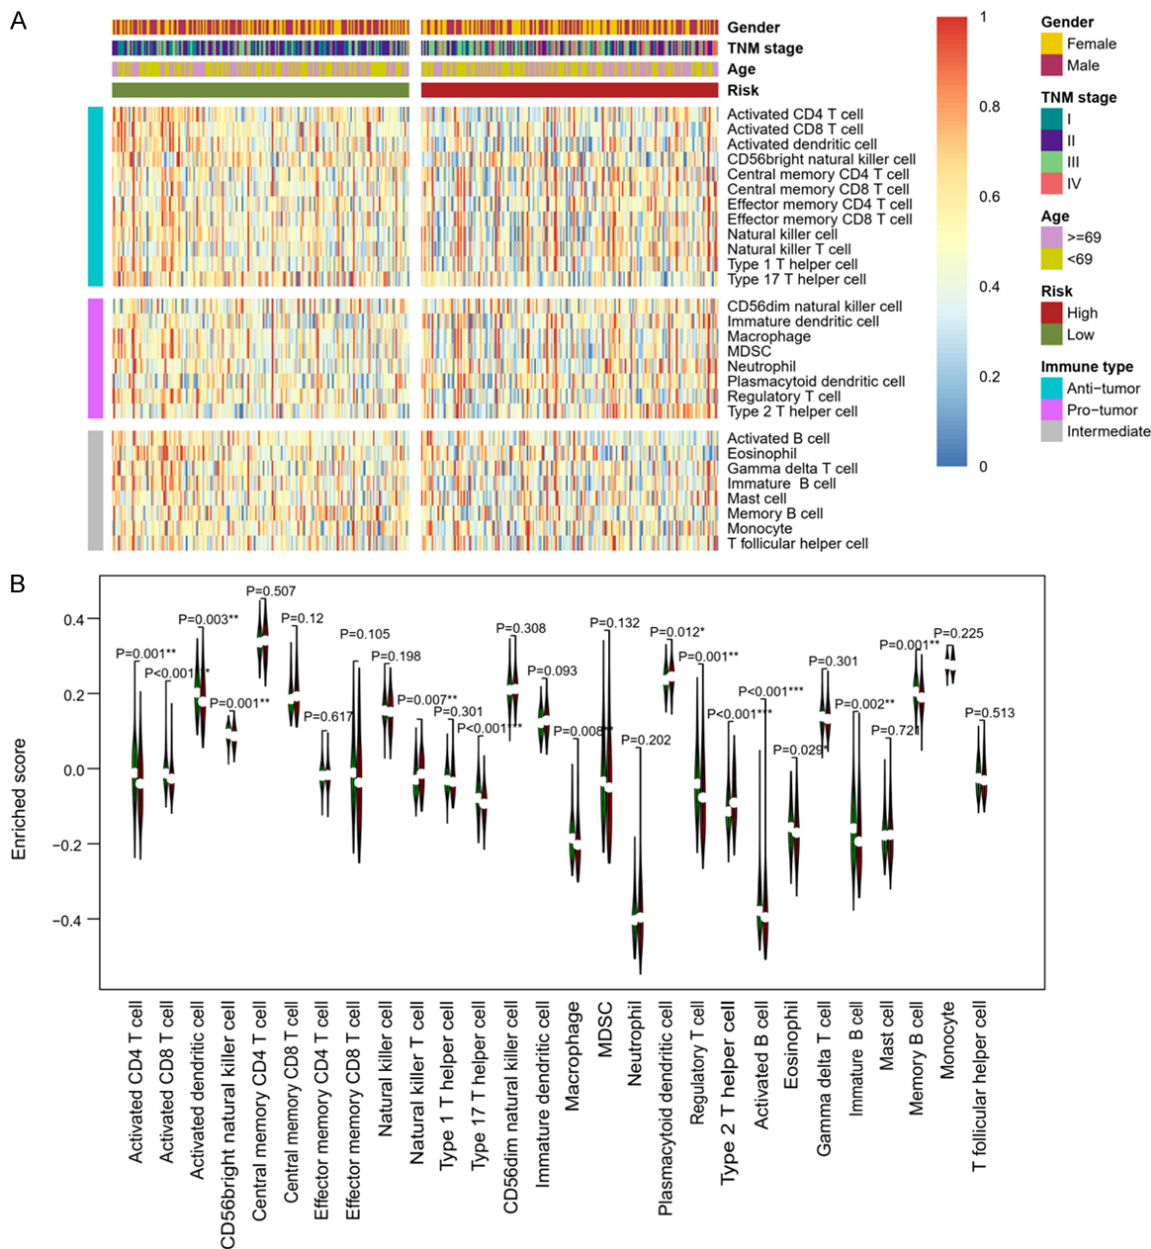 A
Gender
TNM stage
Age
Risk
Activated CD4 T cell
Activated CD8 T cell
Activated dendritic cell
CD56bright natural killer cell
Central memory CD4 T cell
Central memory CD8 T cell
Effector memory CD4 T cell
Effector memory CD8 T cell
Natural killer cell
Natural killer T cell
Type 1 T helper cell
Type 17 T helper cell
CD56dim natural killer cell
Immature dendritic cell
Macrophage
MDSC
Neutrophil
Plasmacytoid dendritic cell
Regulatory T cell
Type 2 T helper cell
Activated B cell
Eosinophil
Gamma delta T cell
Immature B cell
Mast cell
Memory B cell
Monocyte
T follicular helper cell
1
0.8
0.6
0.4
0.2
0
Gender
Female
Male
TNM stage
I
II
III
IV
Age
>=69
<69
Risk
High
Low
Immune type
Anti−tumor
Pro−tumor
Intermediate
B
Enriched score
0.4
0.2
0.0
−0.2
−0.4
P=0.001**
P<0.001***
P=0.003**
P=0.001**
P=0.507
P=0.12
P=0.617
P=0.105
P=0.198
P=0.007**
P=0.301
P<0.001***
P=0.308
P=0.093
P=0.008**
P=0.132
P=0.202
P=0.012*
P=0.001**
P<0.001***
P<0.001***
P=0.029*
P=0.301
P=0.002**
P=0.721
P=0.001**
P=0.225
P=0.513
Activated CD4 T cell
Activated CD8 T cell
Activated dendritic cell
CD56bright natural killer cell
Central memory CD4 T cell
Central memory CD8 T cell
Effector memory CD4 T cell
Effector memory CD8 T cell
Natural killer cell
Natural killer T cell
Type 1 T helper cell
Type 17 T helper cell
CD56dim natural killer cell
Immature dendritic cell
Macrophage
MDSC
Neutrophil
Plasmacytoid dendritic cell
Regulatory T cell
Type 2 T helper cell
Activated B cell
Eosinophil
Gamma delta T cell
Immature B cell
Mast cell
Memory B cell
Monocyte
T follicular helper cell